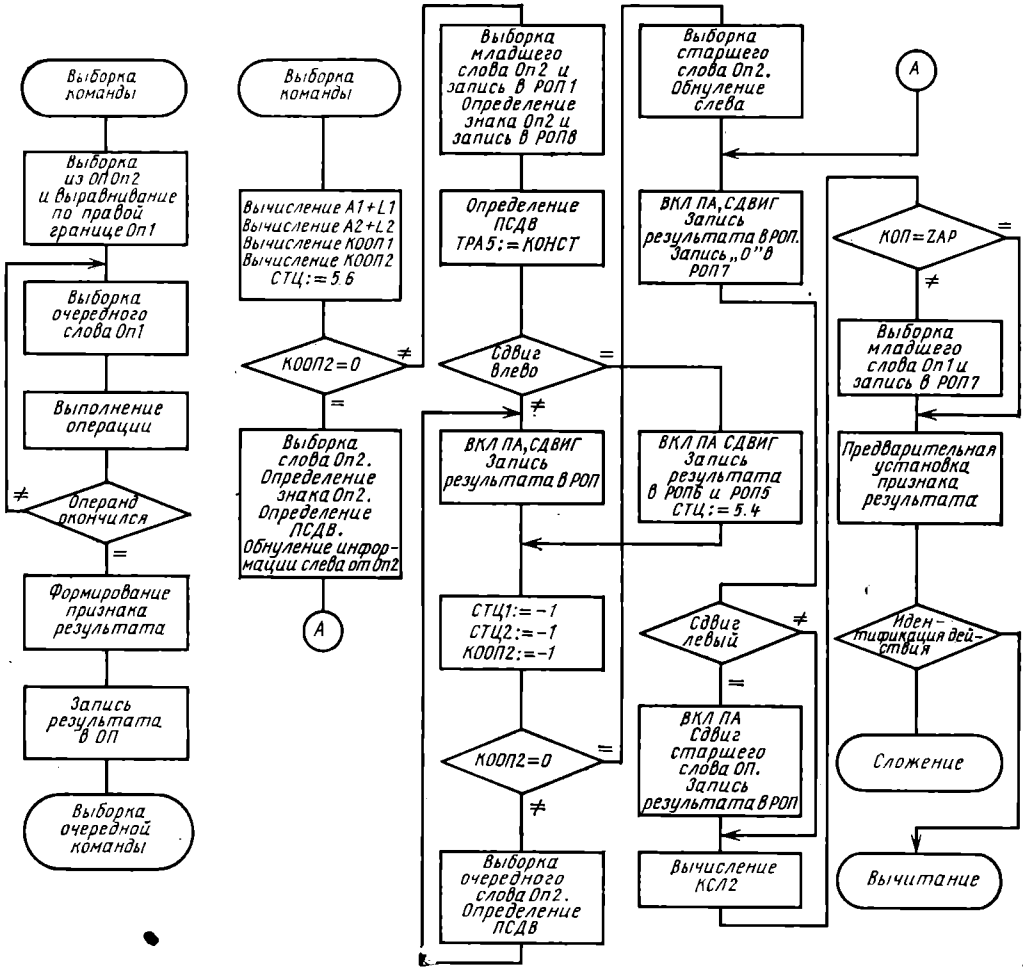 Выборка
команды
Выборка
из ОП Оп2
и выравнивание
по правой
границе Оп1
Выборка
очередного
слова Оп1
Выполнение
операции
≠
Операнд
окончился
=
Формирование
признака
результата
Запись
результата
в ОП
Выборка
очередной
команды
Выборка
команды
Вычисление А1+L1
Вычисление А2+L2
Вычисление КООП1
Вычисление КООП2
СТЦ:=5.6
КООП2=0
≠
=
Выборка
слова Оп2.
Определение
знака Оп2.
Определение
ПСДВ.
Обнуление инфор-
мации слева от Оп2
А
Выборка
младшего
слова Оп2 и
запись в РОП1
Определение
знака Оп2 и
запись в РОП8
Определение
ПСДВ
ТРА5:=КОНСТ
Сдвиг
влево
=
≠
ВКЛ ПА, СДВИГ
Запись
результата в РОП
ВКЛ ПА СДВИГ
Запись
результата
в РОП6 и РОП5
СТЦ:=5.4
СТЦ1:=-1
СТЦ2:=-1
КООП2:=-1
КООП2=0
=
≠
Выборка
очередного
слова Оп2.
Определение
ПСДВ
Выборка
старшего
слова Оп2.
Обнуление
слева
ВКЛ ПА, СДВИГ
Запись
результата в РОП.
Запись „0" в
РОП7
Сдвиг
левый
≠
=
ВКЛ ПА
Сдвиг
старшего
слова ОП.
Запись
результата в РОП
Вычисление
КСЛ2
А
КОП=ZAP
=
≠
Выборка
младшего
слова Оп1 и
запись в РОП7
Предварительная
установка
признака
результата
Иден-
тификация дей-
ствия
Сложение
Вычитание